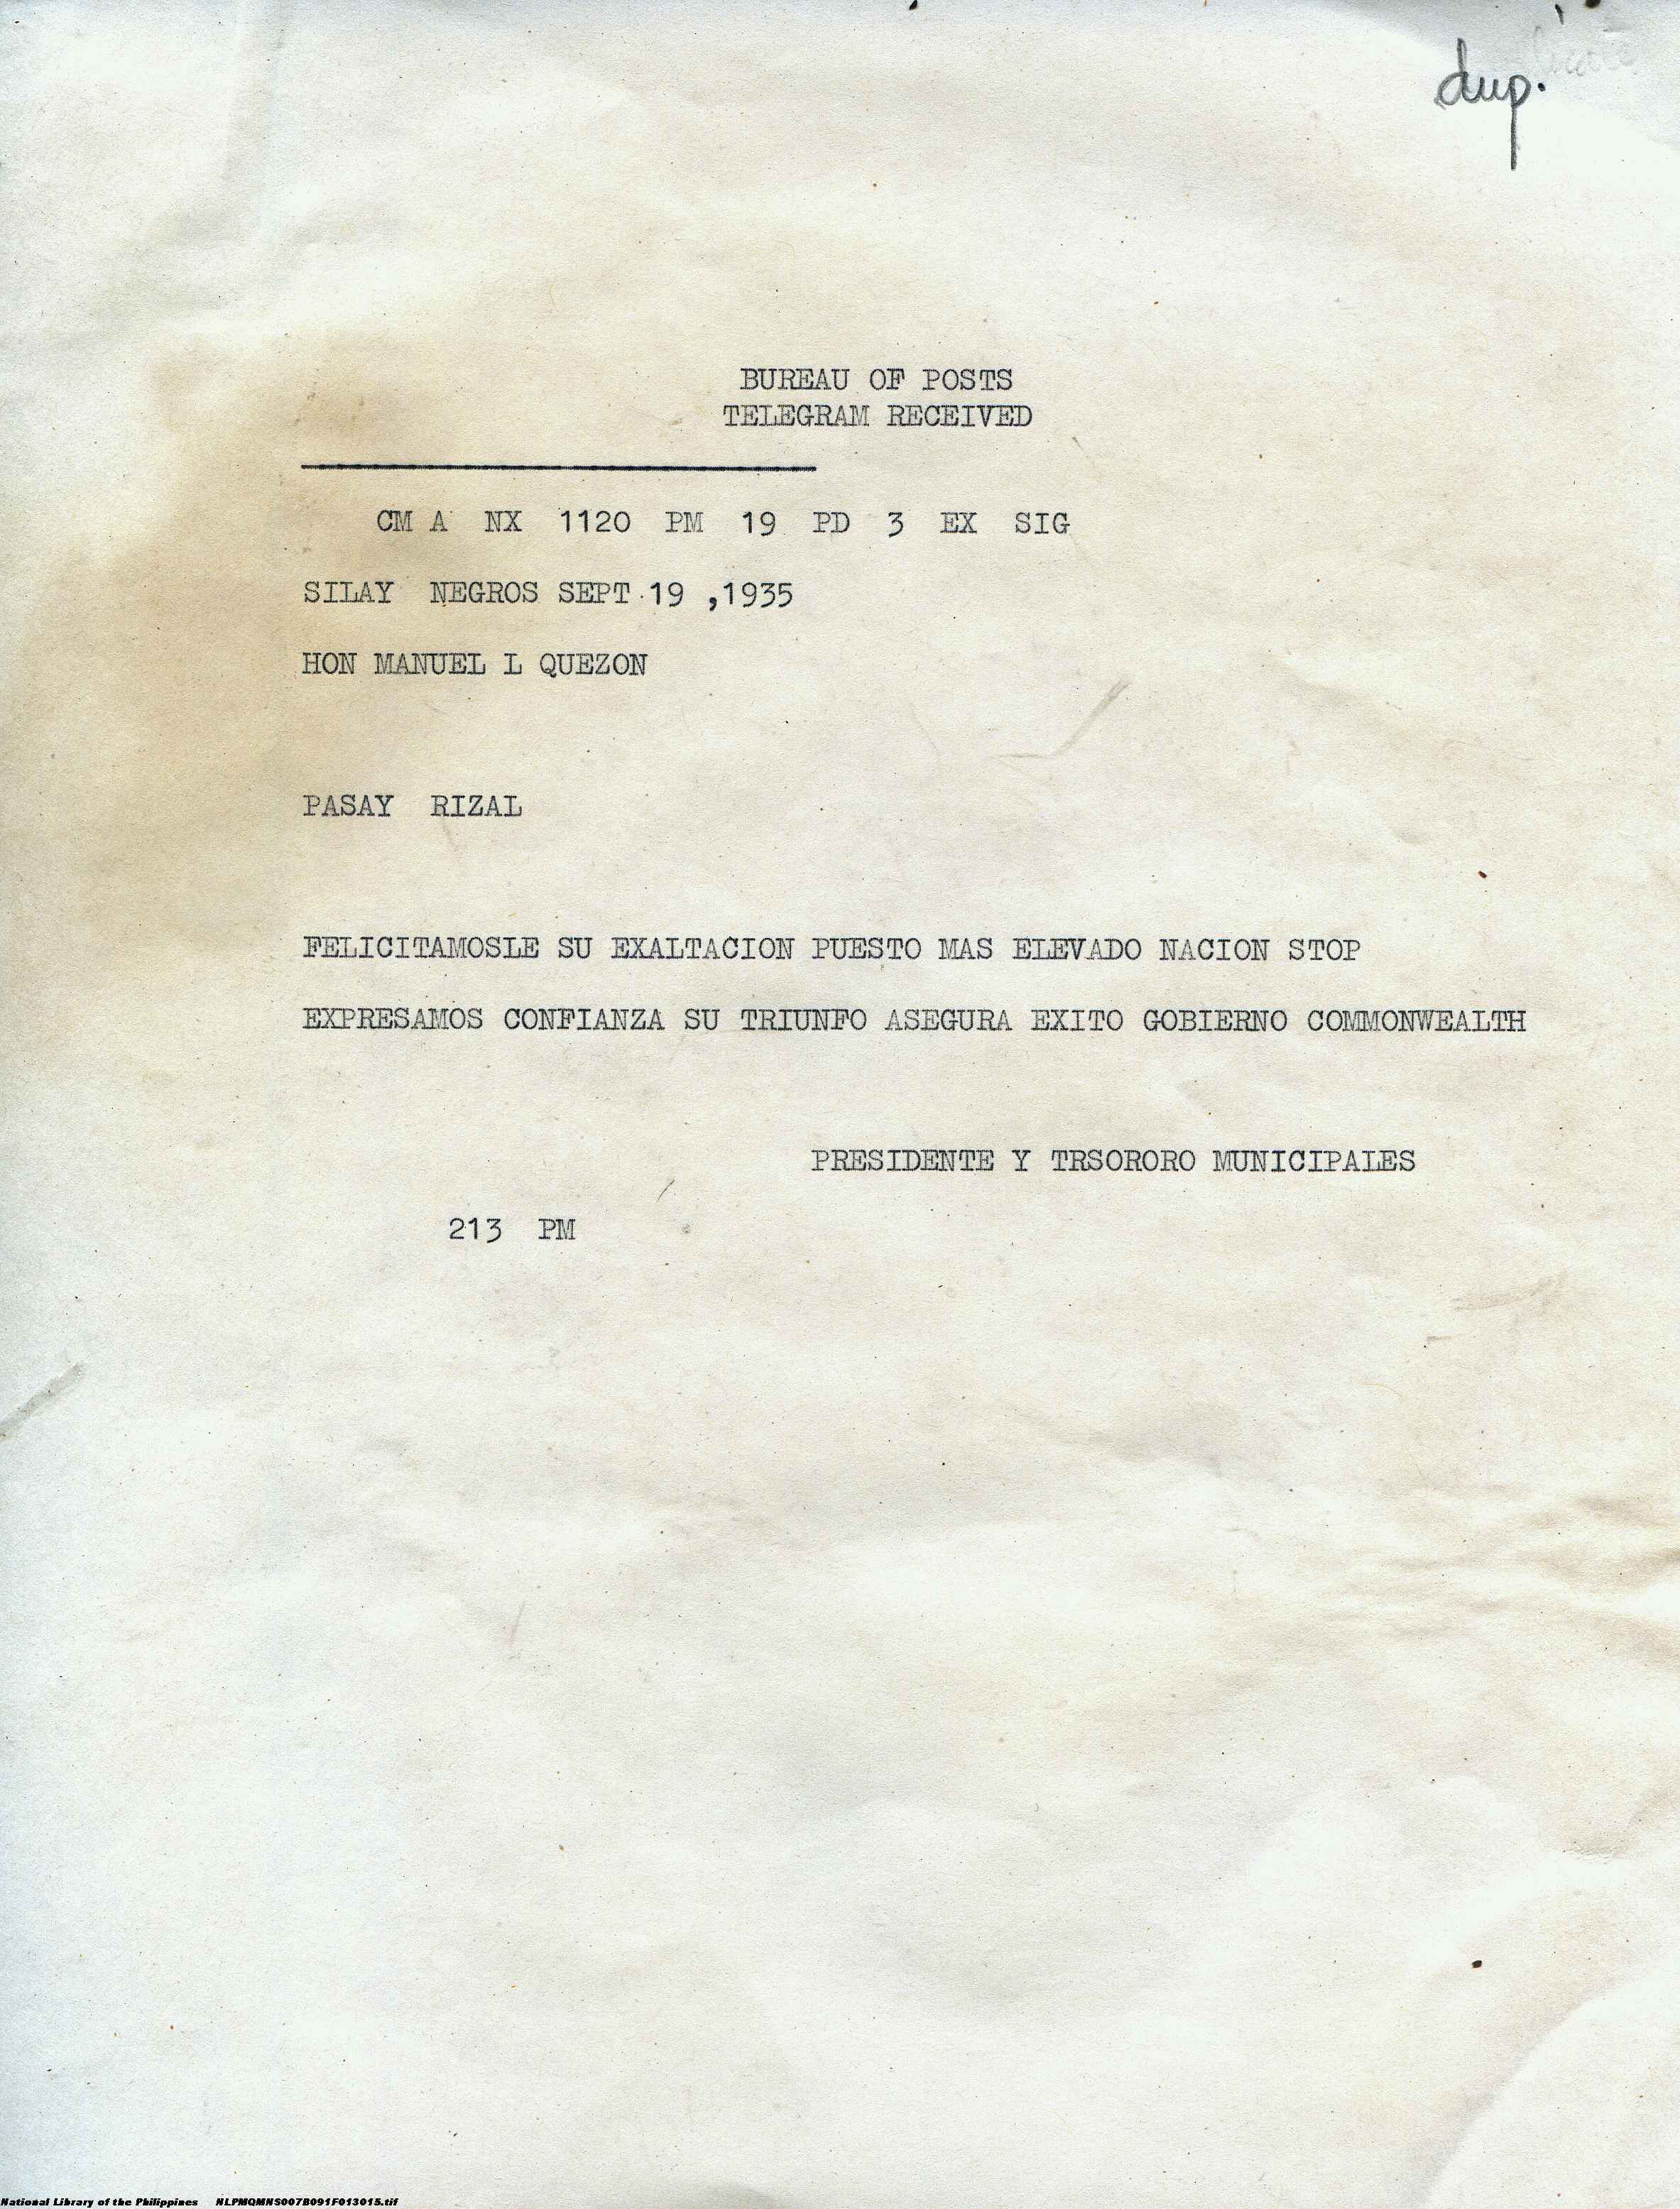 dup.
BUREAU OF POSTS
TELEGRAM RECEIVED
CM A NX 1120 PM 19 PD 3 EX SIG
SILAY NEGROS SEPT 19 ,1935
HON MANUEL L QUEZON
PASAY RIZAL
FELICITAMOSLE SU EXALTACION PUESTO MAS ELEVADO NACION STOP
EXPRESAMOS CONFIANZA SU TRIUNFO ASEGURA EXITO GOBIERNO COMMONWEALTH
PRESIDENTE Y TRSORORO MUNICIPALES
213 PM
National Library of the Philippines NLPMQMNS007B091F013015.tif